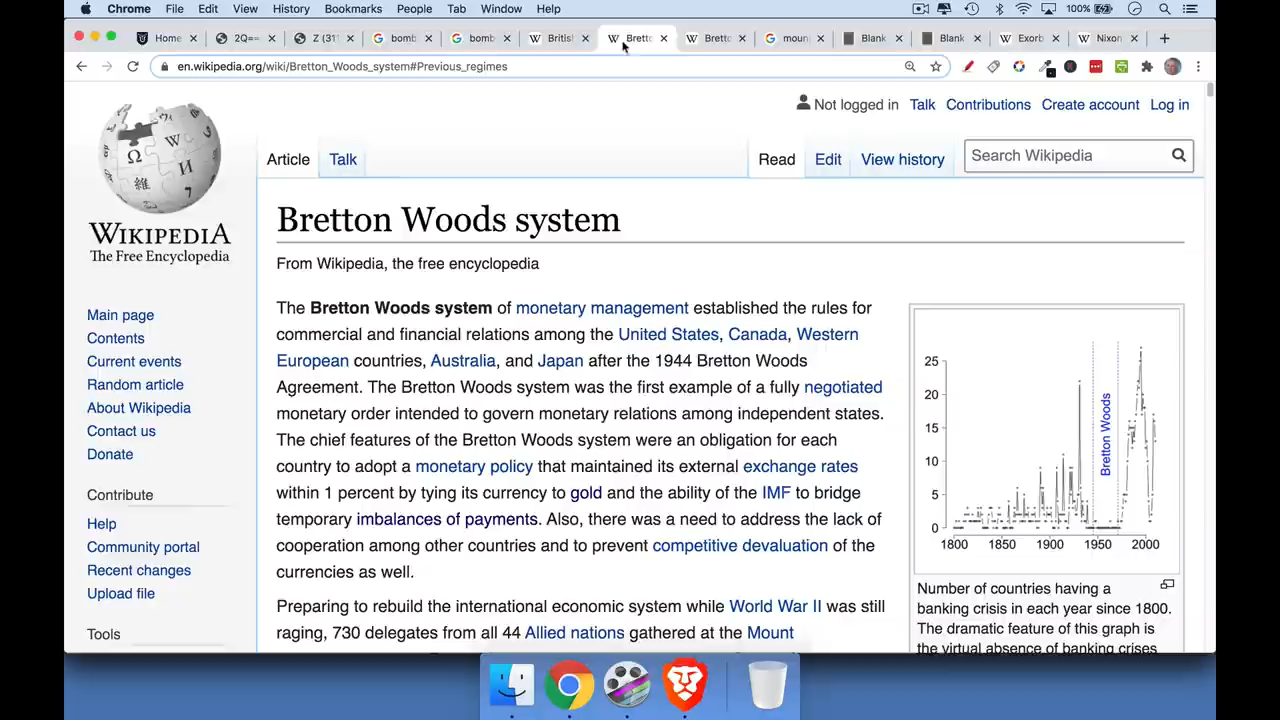 Chrome File Edit View History Bookmarks People Tab Window Help 100%
Home 2Q== Z (31 bomb bomb Britis Bretto Bretto moun Blank Blank Exorb Nixon
en.wikipedia.org/wiki/Bretton_Woods_system#Previous_regimes
Not logged in Talk Contributions Create account Log in
Article Talk Read Edit View history Search Wikipedia
WIKIPEDIA
The Free Encyclopedia
Main page
Contents
Current events
Random article
About Wikipedia
Contact us
Donate
Contribute
Help
Community portal
Recent changes
Upload file
Tools
Bretton Woods system
From Wikipedia, the free encyclopedia
The Bretton Woods system of monetary management established the rules for
commercial and financial relations among the United States, Canada, Western
European countries, Australia, and Japan after the 1944 Bretton Woods
Agreement. The Bretton Woods system was the first example of a fully negotiated
monetary order intended to govern monetary relations among independent states.
The chief features of the Bretton Woods system were an obligation for each
country to adopt a monetary policy that maintained its external exchange rates
within 1 percent by tying its currency to gold and the ability of the IMF to bridge
temporary imbalances of payments. Also, there was a need to address the lack of
cooperation among other countries and to prevent competitive devaluation of the
currencies as well.
Preparing to rebuild the international economic system while World War II was still
raging, 730 delegates from all 44 Allied nations gathered at the Mount
25
20
15
10
5
0
Bretton Woods
1800 1850 1900 1950 2000
Number of countries having a
banking crisis in each year since 1800.
The dramatic feature of this graph is
the virtual absence of banking crises